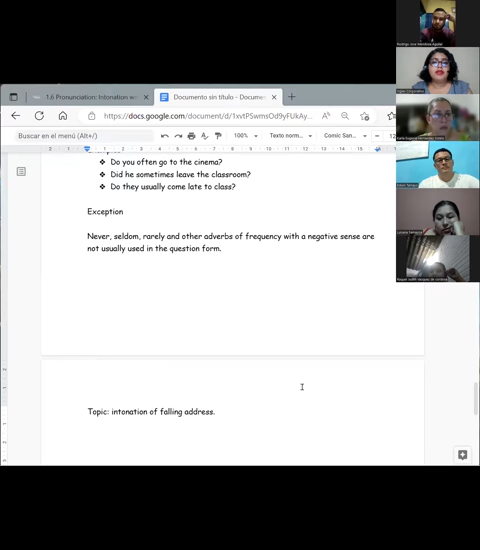 1.6 Pronunciation: Intonation w
Documento sin título - Docume
https://docs.google.com/document/d/1xvtPSwmsOd9yFUkAy...
Buscar en el menú (Alt+/)
100%
Texto norm...
Comic San...
❖ Do you often go to the cinema?
❖ Did he sometimes leave the classroom?
❖ Do they usually come late to class?
Exception
Never, seldom, rarely and other adverbs of frequency with a negative sense are
not usually used in the question form.
Topic: intonation of falling address.